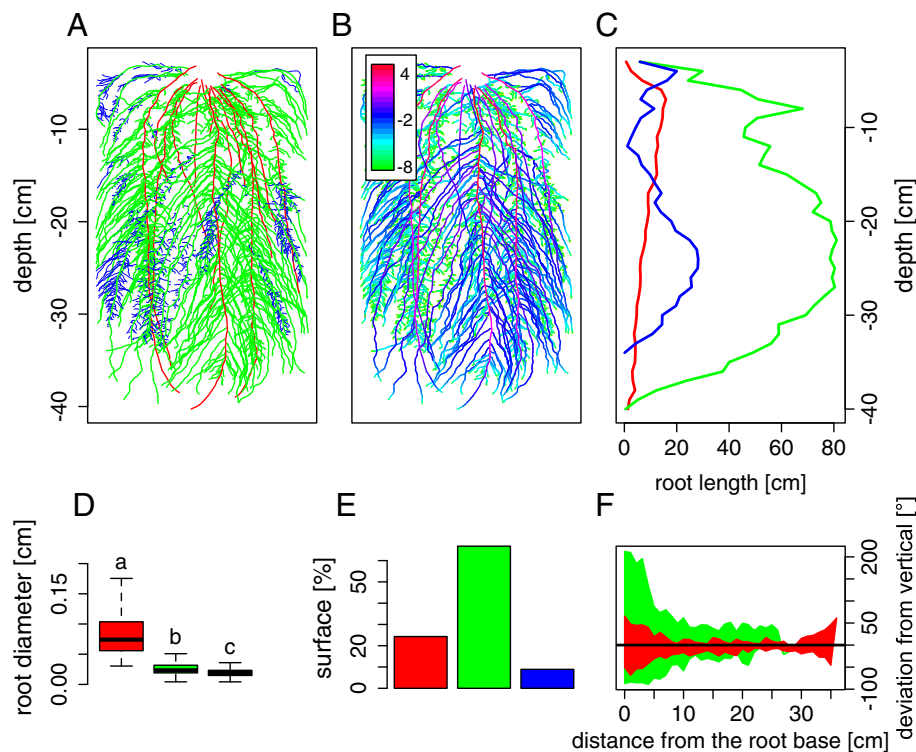 A
B
C
4
-2
-8
-10
-20
-30
-40
depth [cm]
-10
-20
-30
-40
depth [cm]
0
20
40
60
80
root length [cm]
D
E
F
root diameter [cm]
0.00
0.15
a
b
c
surface [%]
0
20
50
200
50
0
-100
deviation from vertical [°]
0
10
20
30
distance from the root base [cm]